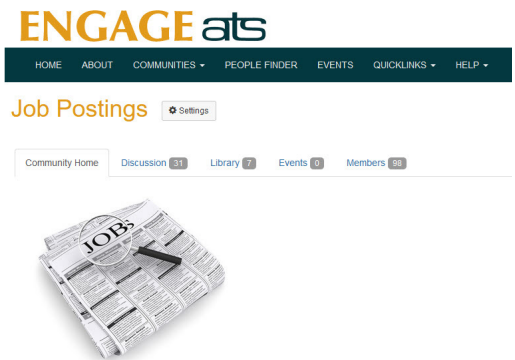 ENGAGE ats
HOME ABOUT COMMUNITIES PEOPLE FINDER EVENTS QUICKLINKS HELP
Job Postings Settings
Community Home Discussion 31 Library 7 Events 0 Members 98
JOBS